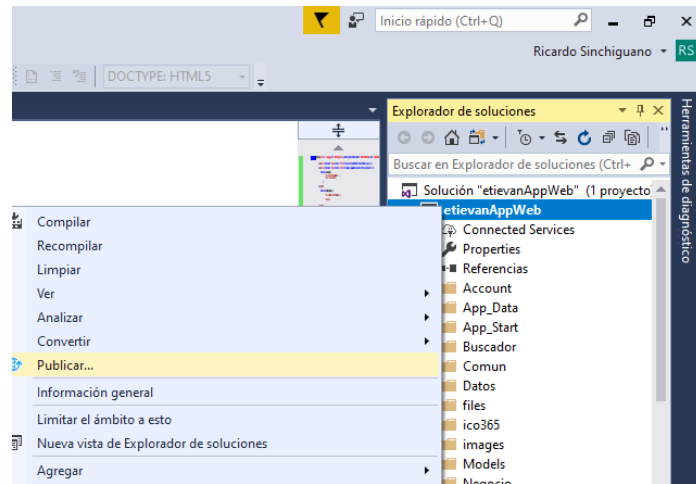 Inicio rápido (Ctrl+Q)
Ricardo Sinchiguano
RS
DOCTYPE: HTML5
Explorador de soluciones
Buscar en Explorador de soluciones (Ctrl+
Solución "etievanAppWeb" (1 proyecto)
etievanAppWeb
Connected Services
Properties
Referencias
Account
App_Data
App_Start
Buscador
Comun
Datos
files
ico365
images
Models
Negocio
Compilar
Recompilar
Limpiar
Ver
Analizar
Convertir
Publicar...
Información general
Limitar el ámbito a esto
Nueva vista de Explorador de soluciones
Agregar
Herramientas de diagnóstico